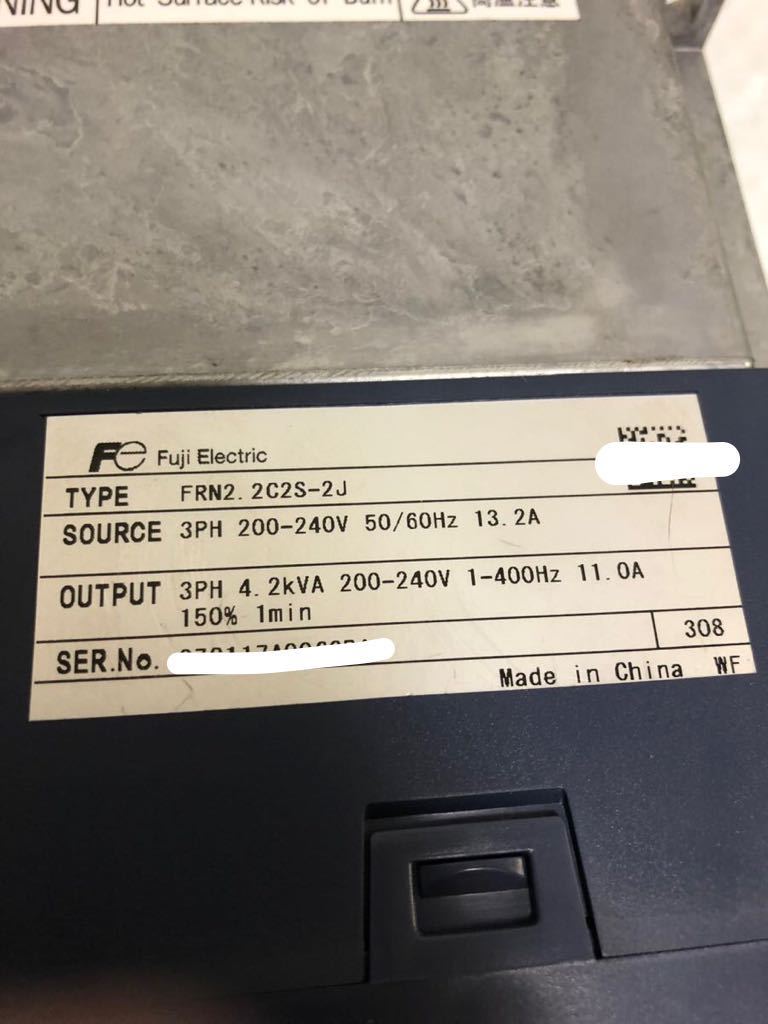 Fuji Electric
TYPE FRN2.2C2S-2J
SOURCE 3PH 200-240V 50/60Hz 13.2A
OUTPUT 3PH 4.2kVA 200-240V 1-400Hz 11.0A
150% 1min
SER.No.
308
Made in China WF